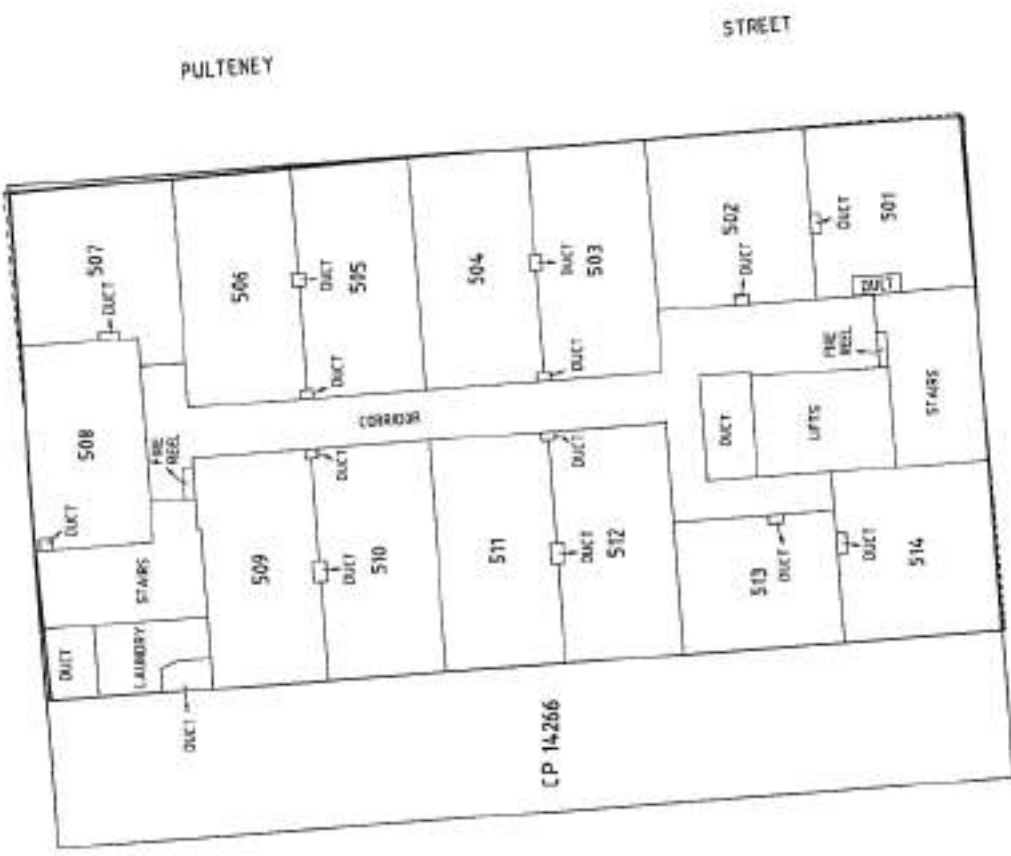 STREET
PULTENEY
507
DUCT
506
DUCT
505
504
DUCT
503
502
DUCT
DUCT
501
DUCT
508
DUCT
FIRE
REEL
DUCT
DUCT
CORRIDOR
FIRE
REEL
STAIRS
LIFTS
DUCT
STAIRS
DUCT
LAUNDRY
DUCT
509
DUCT
510
DUCT
511
DUCT
512
DUCT
513
DUCT
514
DUCT
CP 14266